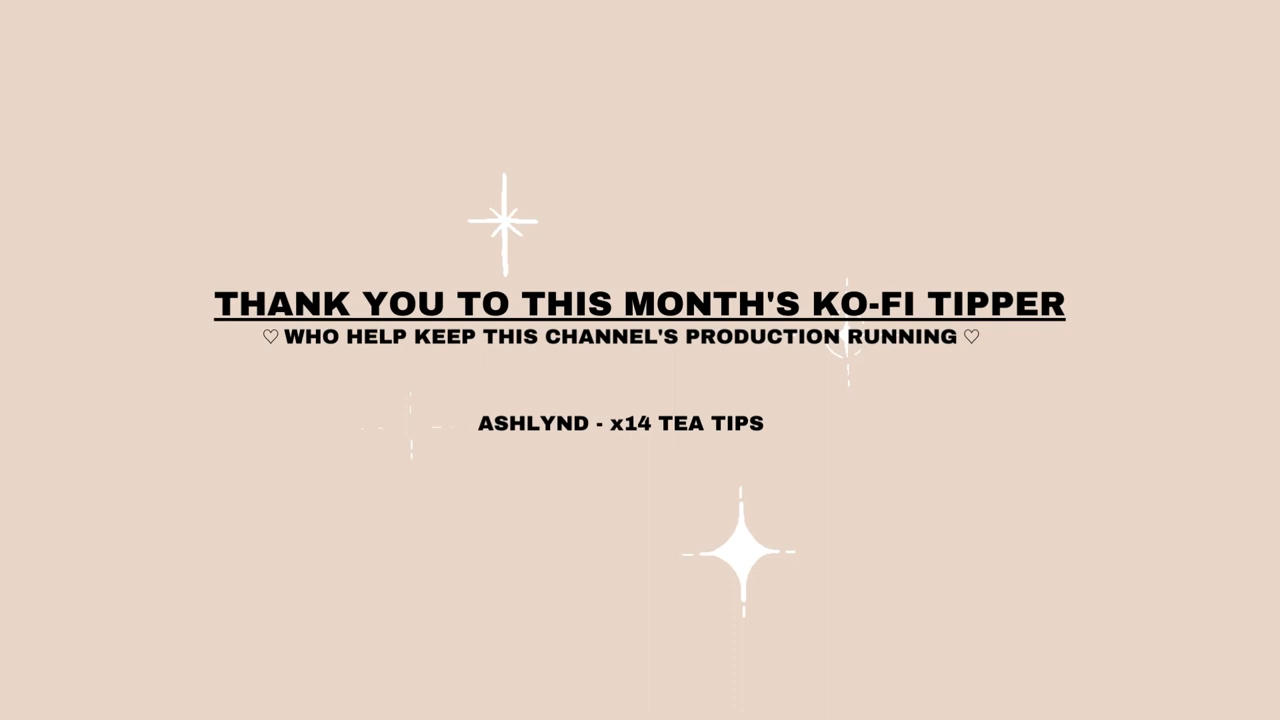 THANK YOU TO THIS MONTH'S KO-FI TIPPER
♡ WHO HELP KEEP THIS CHANNEL'S PRODUCTION RUNNING ♡
ASHLYND - x14 TEA TIPS